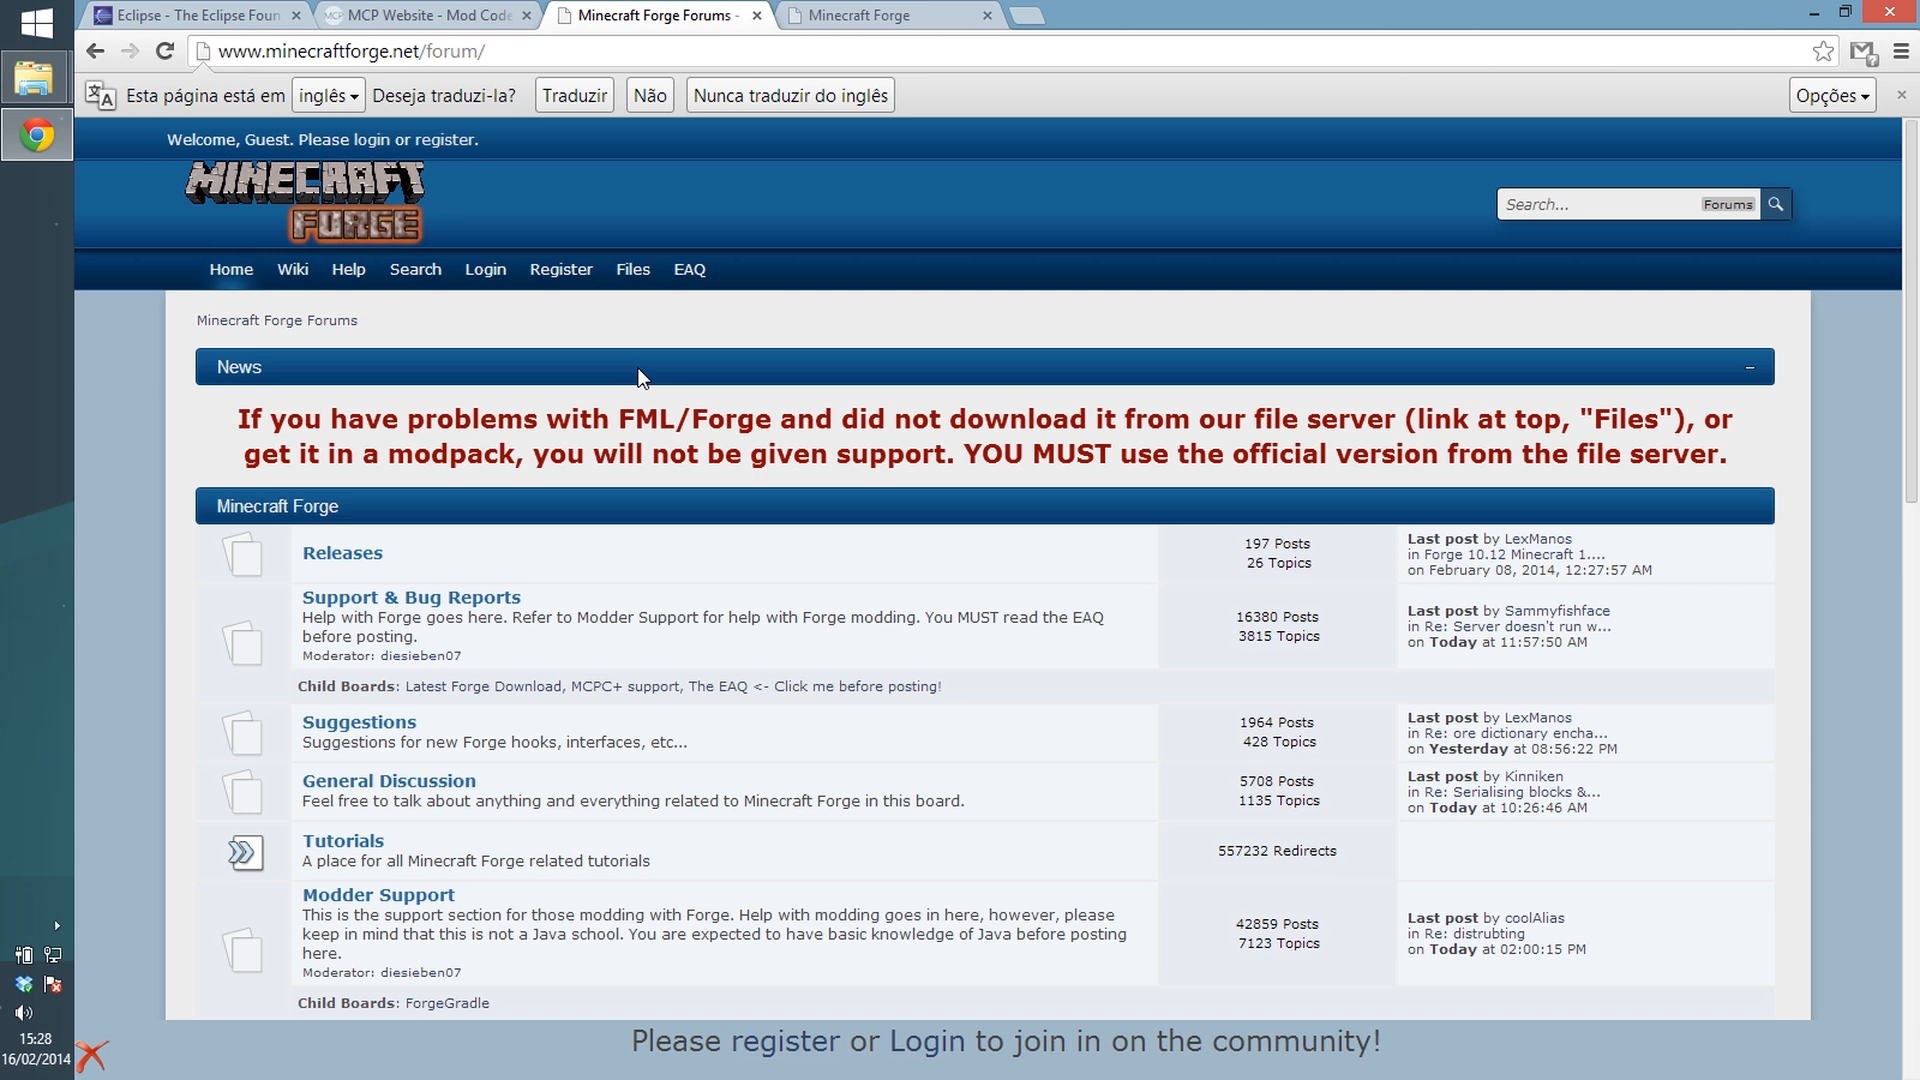 Eclipse - The Eclipse Foun
MCP Website - Mod Code
Minecraft Forge Forums -
Minecraft Forge
www.minecraftforge.net/forum/
Esta página está em inglês Deseja traduzi-la? Traduzir Não Nunca traduzir do inglês Opções
Welcome, Guest. Please login or register.
MINECRAFT
FORGE
Search... Forums
Home Wiki Help Search Login Register Files EAQ
Minecraft Forge Forums
News
If you have problems with FML/Forge and did not download it from our file server (link at top, "Files"), or
get it in a modpack, you will not be given support. YOU MUST use the official version from the file server.
Minecraft Forge
Releases
197 Posts
26 Topics
Last post by LexManos
in Forge 10.12 Minecraft 1....
on February 08, 2014, 12:27:57 AM
Support & Bug Reports
Help with Forge goes here. Refer to Modder Support for help with Forge modding. You MUST read the EAQ
before posting.
Moderator: diesieben07
16380 Posts
3815 Topics
Last post by Sammyfishface
in Re: Server doesn't run w...
on Today at 11:57:50 AM
Child Boards: Latest Forge Download, MCPC+ support, The EAQ <- Click me before posting!
Suggestions
Suggestions for new Forge hooks, interfaces, etc...
1964 Posts
428 Topics
Last post by LexManos
in Re: ore dictionary encha...
on Yesterday at 08:56:22 PM
General Discussion
Feel free to talk about anything and everything related to Minecraft Forge in this board.
5708 Posts
1135 Topics
Last post by Kinniken
in Re: Serialising blocks &...
on Today at 10:26:46 AM
Tutorials
A place for all Minecraft Forge related tutorials
557232 Redirects
Modder Support
This is the support section for those modding with Forge. Help with modding goes in here, however, please
keep in mind that this is not a Java school. You are expected to have basic knowledge of Java before posting
here.
Moderator: diesieben07
42859 Posts
7123 Topics
Last post by coolAlias
in Re: distrubting
on Today at 02:00:15 PM
Child Boards: ForgeGradle
Please register or Login to join in on the community!
15:28
16/02/2014